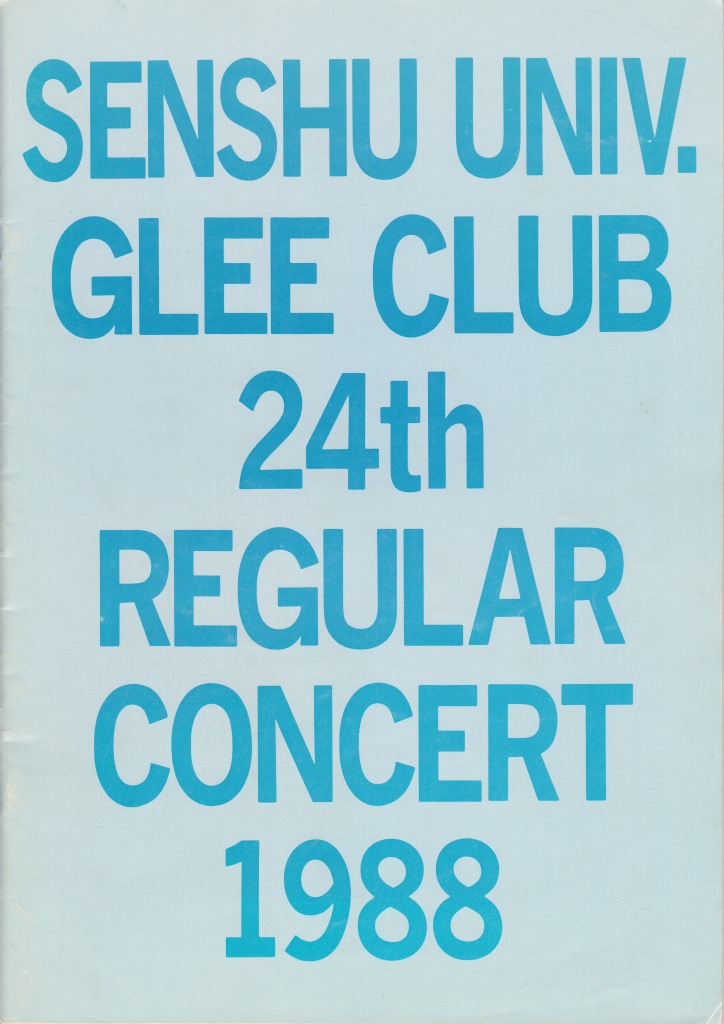 SENSHU UNIV.
GLEE CLUB
24th
REGULAR
CONCERT
1988